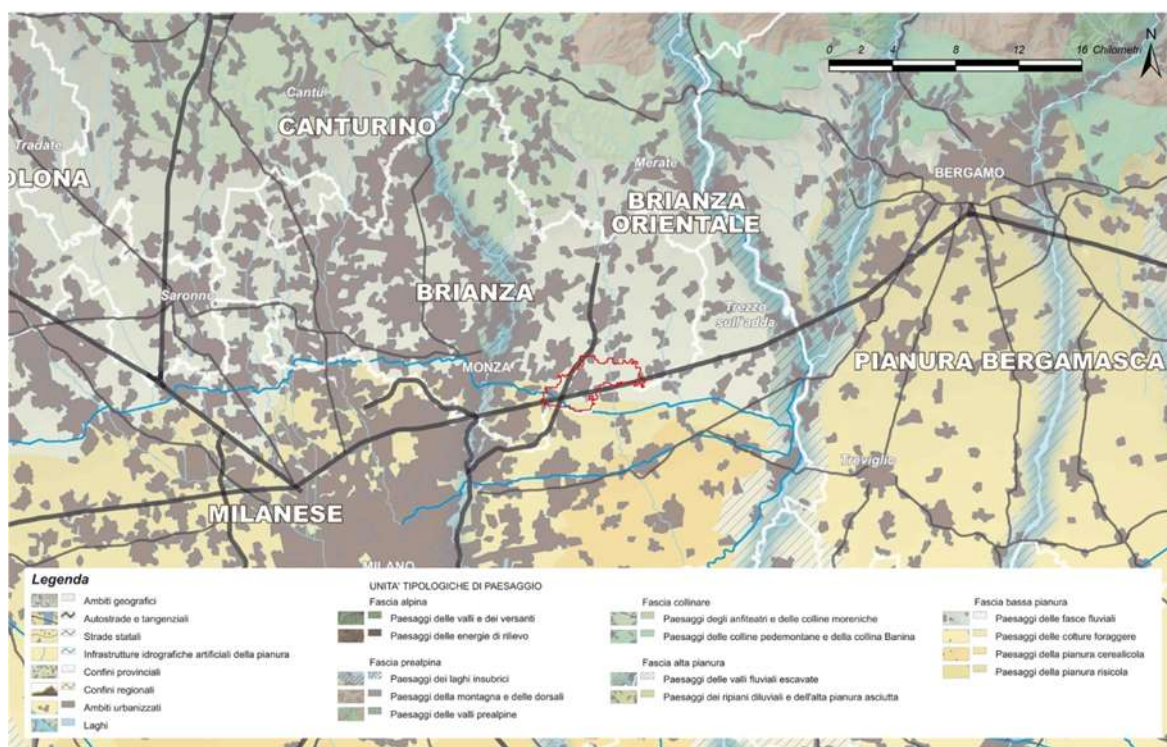 N
0 4 8 12 16 Chilometri
Cantù
CANTURINO
Tradate
OLONA
Merate
BERGAMO
BRIANZA
ORIENTALE
Saronno
BRIANZA
Trezzo
sull'adda
MONZA
PIANURA BERGAMASCA
Treviglio
MILANESE
MILANO
Legenda
Ambiti geografici
Autostrade e tangenziali
Strade statali
Infrastrutture idrografiche artificiali della pianura
Confini provinciali
Confini regionali
Ambiti urbanizzati
Laghi
UNITA' TIPOLOGICHE DI PAESAGGIO
Fascia alpina
Paesaggi delle valli e dei versanti
Paesaggi delle energie di rilievo
Fascia prealpina
Paesaggi dei laghi insubrici
Paesaggi della montagna e delle dorsali
Paesaggi delle valli prealpine
Fascia collinare
Paesaggi degli anfiteatri e delle colline moreniche
Paesaggi delle colline pedemontane e della collina Banina
Fascia alta pianura
Paesaggi delle valli fluviali escavate
Paesaggi dei ripiani diluviali e dell'alta pianura asciutta
Fascia bassa pianura
Paesaggi delle fasce fluviali
Paesaggi delle colture foraggere
Paesaggi della pianura cerealicola
Paesaggi della pianura risicola